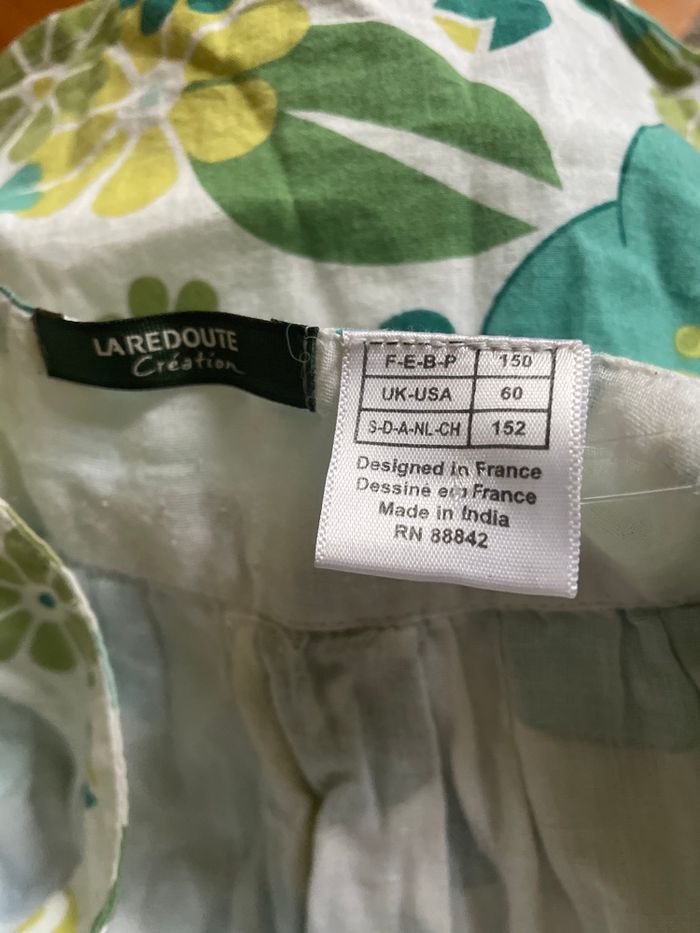 LA REDOUTE
Création
F-E-B-P 150
UK-USA 60
S-D-A-NL-CH 152
Designed in France
Dessiné en France
Made in India
RN 88842